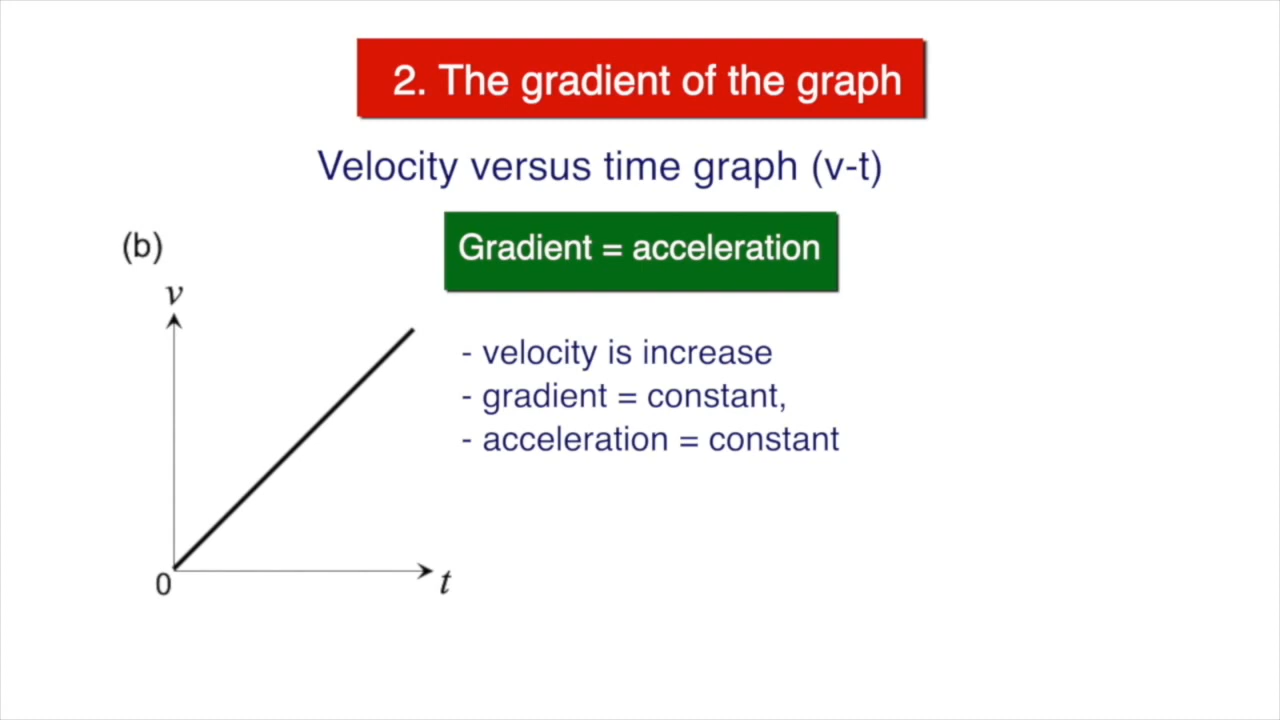 2. The gradient of the graph
Velocity versus time graph (v-t)
Gradient = acceleration
(b)
v
- velocity is increase
- gradient = constant,
- acceleration = constant
0
t